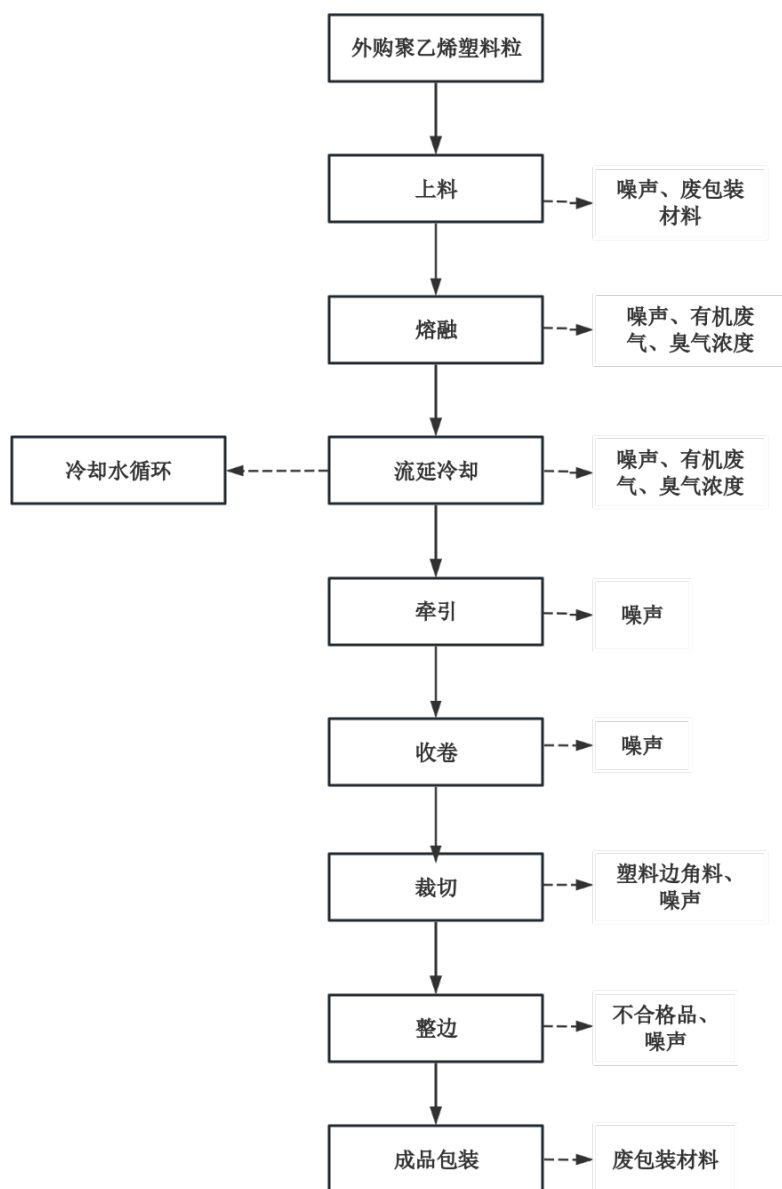 外购聚乙烯塑料粒
上料
噪声、废包装
材料
熔融
噪声、有机废
气、臭气浓度
冷却水循环
流延冷却
噪声、有机废
气、臭气浓度
牵引
噪声
收卷
噪声
裁切
塑料边角料、
噪声
整边
不合格品、
噪声
成品包装
废包装材料